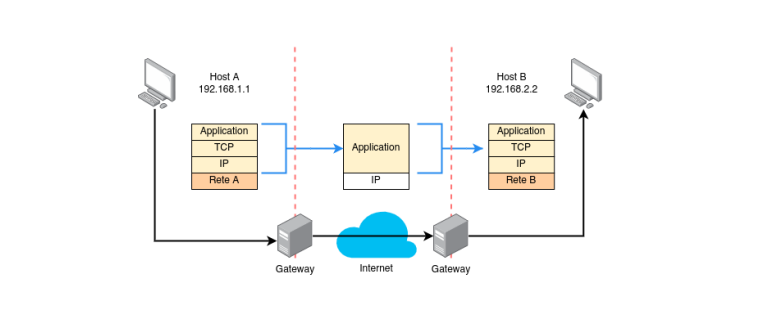 Host A
192.168.1.1
Host B
192.168.2.2
Application
TCP
IP
Rete A
Application
IP
Application
TCP
IP
Rete B
Gateway
Internet
Gateway